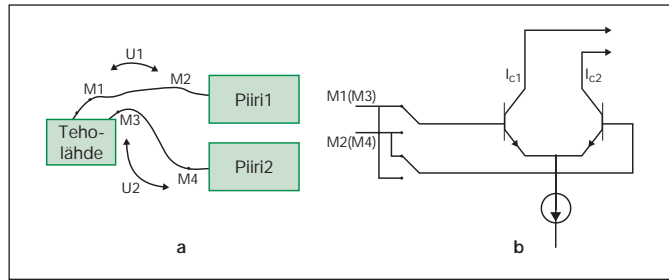 U1
M1
M2
Piiri1
M3
Teho-
lähde
U2
M4
Piiri2
a
Ic1
Ic2
M1(M3)
M2(M4)
b